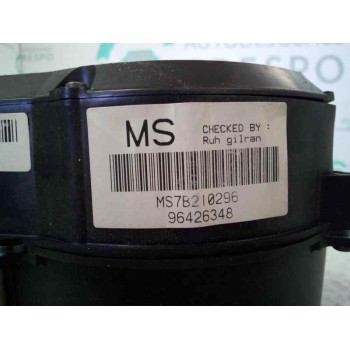 MS
CHECKED BY :
Ruh gilran
MS7B210296
96426348